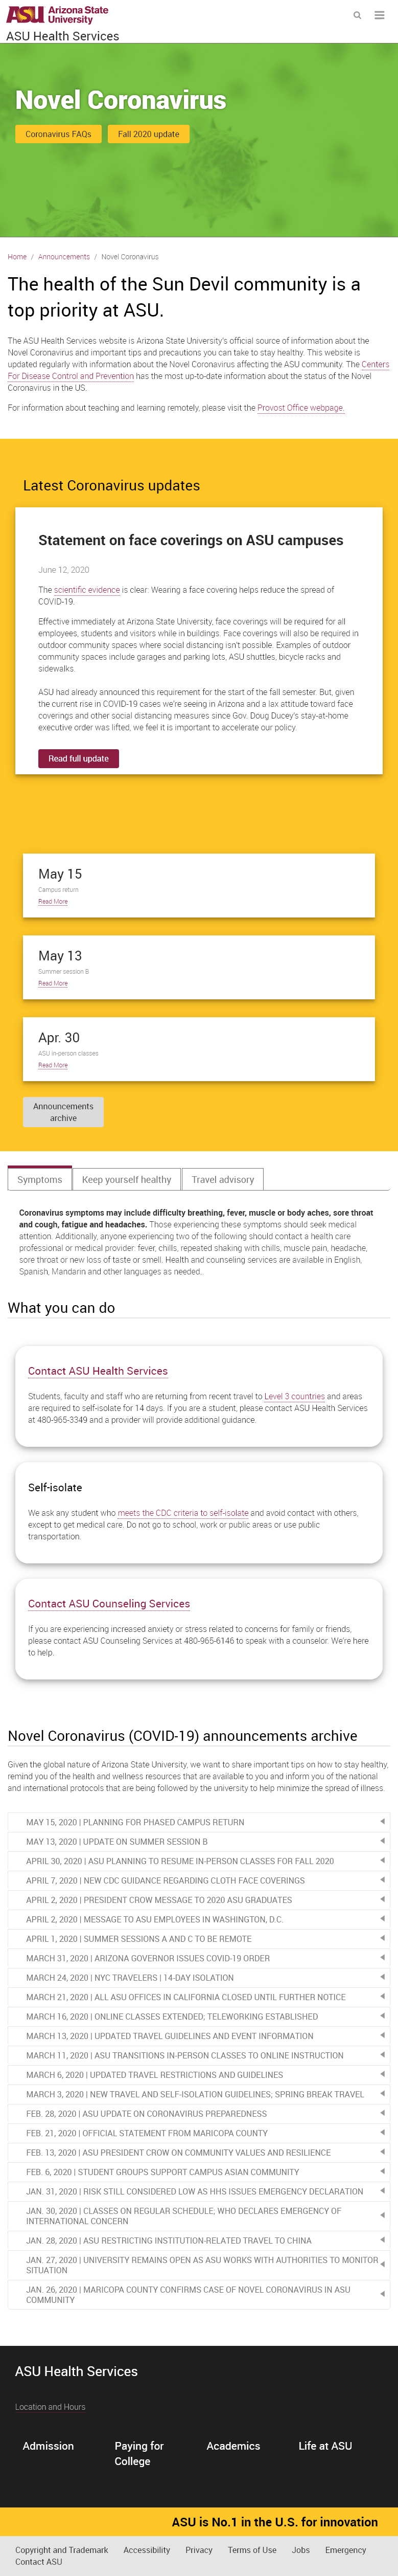 ASU Arizona State University
ASU Health Services
Novel Coronavirus
Coronavirus FAQs
Fall 2020 update
Home / Announcements / Novel Coronavirus
The health of the Sun Devil community is a
top priority at ASU.
The ASU Health Services website is Arizona State University's official source of information about the
Novel Coronavirus and important tips and precautions you can take to stay healthy. This website is
updated regularly with information about the Novel Coronavirus affecting the ASU community. The Centers
For Disease Control and Prevention has the most up-to-date information about the status of the Novel
Coronavirus in the US.
For information about teaching and learning remotely, please visit the Provost Office webpage.
Latest Coronavirus updates
Statement on face coverings on ASU campuses
June 12, 2020
The scientific evidence is clear: Wearing a face covering helps reduce the spread of
COVID-19.
Effective immediately at Arizona State University, face coverings will be required for all
employees, students and visitors while in buildings. Face coverings will also be required in
outdoor community spaces where social distancing isn't possible. Examples of outdoor
community spaces include garages and parking lots, ASU shuttles, bicycle racks and
sidewalks.
ASU had already announced this requirement for the start of the fall semester. But, given
the current rise in COVID-19 cases we're seeing in Arizona and a lax attitude toward face
coverings and other social distancing measures since Gov. Doug Ducey's stay-at-home
executive order was lifted, we feel it is important to accelerate our policy.
Read full update
May 15
Campus return
Read More
May 13
Summer session B
Read More
Apr. 30
ASU in-person classes
Read More
Announcements
archive
Symptoms
Keep yourself healthy
Travel advisory
Coronavirus symptoms may include difficulty breathing, fever, muscle or body aches, sore throat
and cough, fatigue and headaches. Those experiencing these symptoms should seek medical
attention. Additionally, anyone experiencing two of the following should contact a health care
professional or medical provider: fever, chills, repeated shaking with chills, muscle pain, headache,
sore throat or new loss of taste or smell. Health and counseling services are available in English,
Spanish, Mandarin and other languages as needed..
What you can do
Contact ASU Health Services
Students, faculty and staff who are returning from recent travel to Level 3 countries and areas
are required to self-isolate for 14 days. If you are a student, please contact ASU Health Services
at 480-965-3349 and a provider will provide additional guidance.
Self-isolate
We ask any student who meets the CDC criteria to self-isolate and avoid contact with others,
except to get medical care. Do not go to school, work or public areas or use public
transportation.
Contact ASU Counseling Services
If you are experiencing increased anxiety or stress related to concerns for family or friends,
please contact ASU Counseling Services at 480-965-6146 to speak with a counselor. We're here
to help.
Novel Coronavirus (COVID-19) announcements archive
Given the global nature of Arizona State University, we want to share important tips on how to stay healthy,
remind you of the health and wellness resources that are available to you and inform you of the national
and international protocols that are being followed by the university to help minimize the spread of illness.
MAY 15, 2020 | PLANNING FOR PHASED CAMPUS RETURN
MAY 13, 2020 | UPDATE ON SUMMER SESSION B
APRIL 30, 2020 | ASU PLANNING TO RESUME IN-PERSON CLASSES FOR FALL 2020
APRIL 7, 2020 | NEW CDC GUIDANCE REGARDING CLOTH FACE COVERINGS
APRIL 2, 2020 | PRESIDENT CROW MESSAGE TO 2020 ASU GRADUATES
APRIL 2, 2020 | MESSAGE TO ASU EMPLOYEES IN WASHINGTON, D.C.
APRIL 1, 2020 | SUMMER SESSIONS A AND C TO BE REMOTE
MARCH 31, 2020 | ARIZONA GOVERNOR ISSUES COVID-19 ORDER
MARCH 24, 2020 | NYC TRAVELERS | 14-DAY ISOLATION
MARCH 21, 2020 | ALL ASU OFFICES IN CALIFORNIA CLOSED UNTIL FURTHER NOTICE
MARCH 16, 2020 | ONLINE CLASSES EXTENDED; TELEWORKING ESTABLISHED
MARCH 13, 2020 | UPDATED TRAVEL GUIDELINES AND EVENT INFORMATION
MARCH 11, 2020 | ASU TRANSITIONS IN-PERSON CLASSES TO ONLINE INSTRUCTION
MARCH 6, 2020 | UPDATED TRAVEL RESTRICTIONS AND GUIDELINES
MARCH 3, 2020 | NEW TRAVEL AND SELF-ISOLATION GUIDELINES; SPRING BREAK TRAVEL
FEB. 28, 2020 | ASU UPDATE ON CORONAVIRUS PREPAREDNESS
FEB. 21, 2020 | OFFICIAL STATEMENT FROM MARICOPA COUNTY
FEB. 13, 2020 | ASU PRESIDENT CROW ON COMMUNITY VALUES AND RESILIENCE
FEB. 6, 2020 | STUDENT GROUPS SUPPORT CAMPUS ASIAN COMMUNITY
JAN. 31, 2020 | RISK STILL CONSIDERED LOW AS HHS ISSUES EMERGENCY DECLARATION
JAN. 30, 2020 | CLASSES ON REGULAR SCHEDULE; WHO DECLARES EMERGENCY OF
INTERNATIONAL CONCERN
JAN. 28, 2020 | ASU RESTRICTING INSTITUTION-RELATED TRAVEL TO CHINA
JAN. 27, 2020 | UNIVERSITY REMAINS OPEN AS ASU WORKS WITH AUTHORITIES TO MONITOR
SITUATION
JAN. 26, 2020 | MARICOPA COUNTY CONFIRMS CASE OF NOVEL CORONAVIRUS IN ASU
COMMUNITY
ASU Health Services
Location and Hours
Admission
Paying for
College
Academics
Life at ASU
ASU is No.1 in the U.S. for innovation
Copyright and Trademark Accessibility Privacy Terms of Use Jobs Emergency
Contact ASU